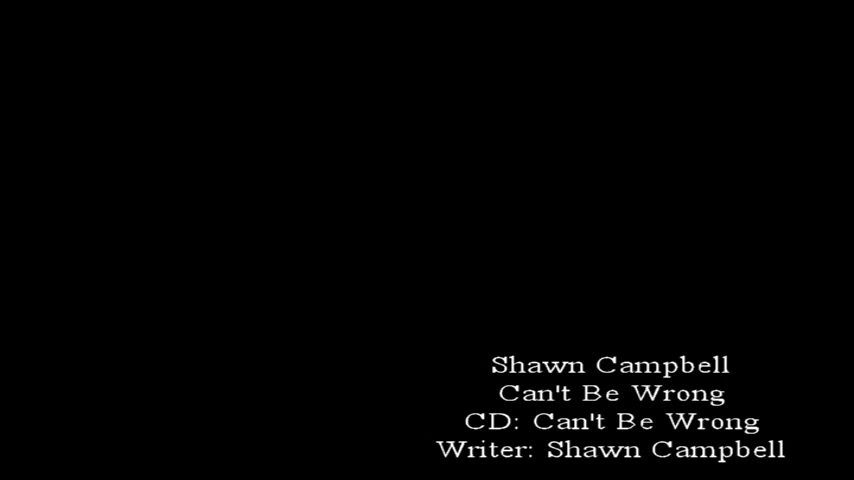 Shawn Campbell
Can't Be Wrong
CD: Can't Be Wrong
Writer: Shawn Campbell